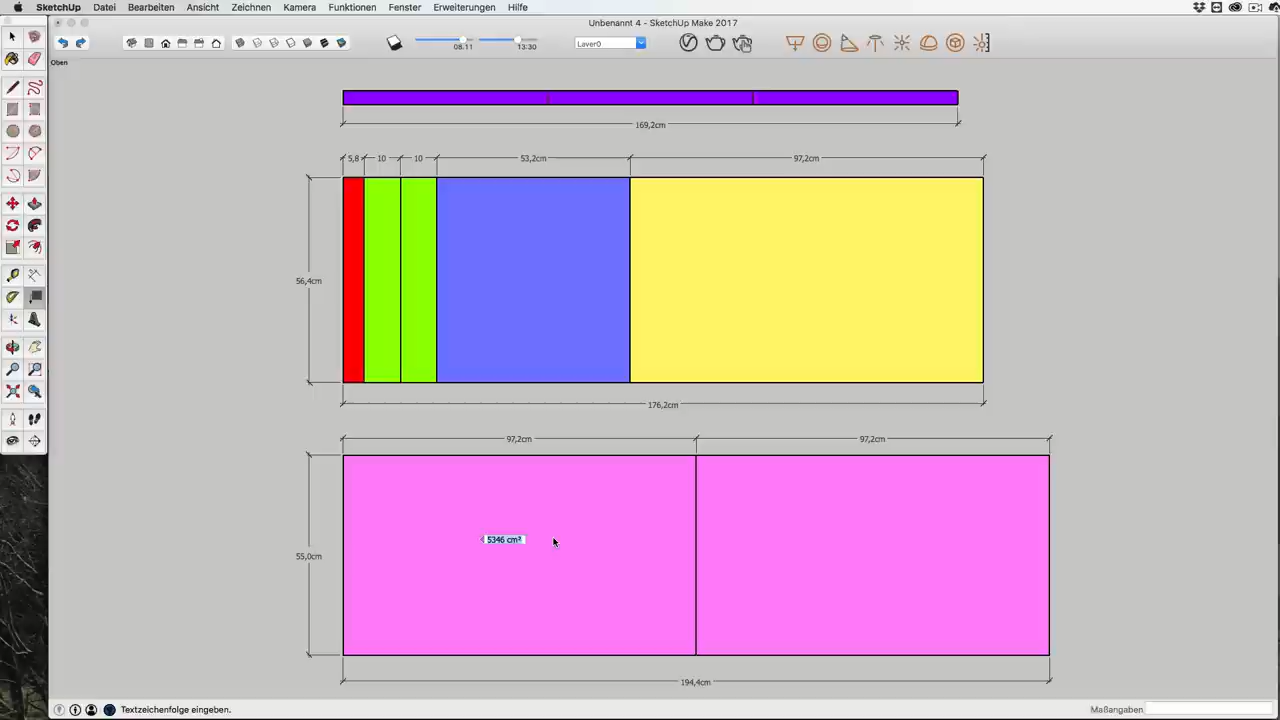 SketchUp Datei Bearbeiten Ansicht Zeichnen Kamera Funktionen Fenster Erweiterungen Hilfe
Unbenannt 4 - SketchUp Make 2017
08.11 13:30 Layer0
Oben
169,2cm
5,8 10 10 53,2cm 97,2cm
56,4cm
176,2cm
97,2cm 97,2cm
5346 cm²
55,0cm
194,4cm
Textzeichenfolge eingeben. Maßangaben